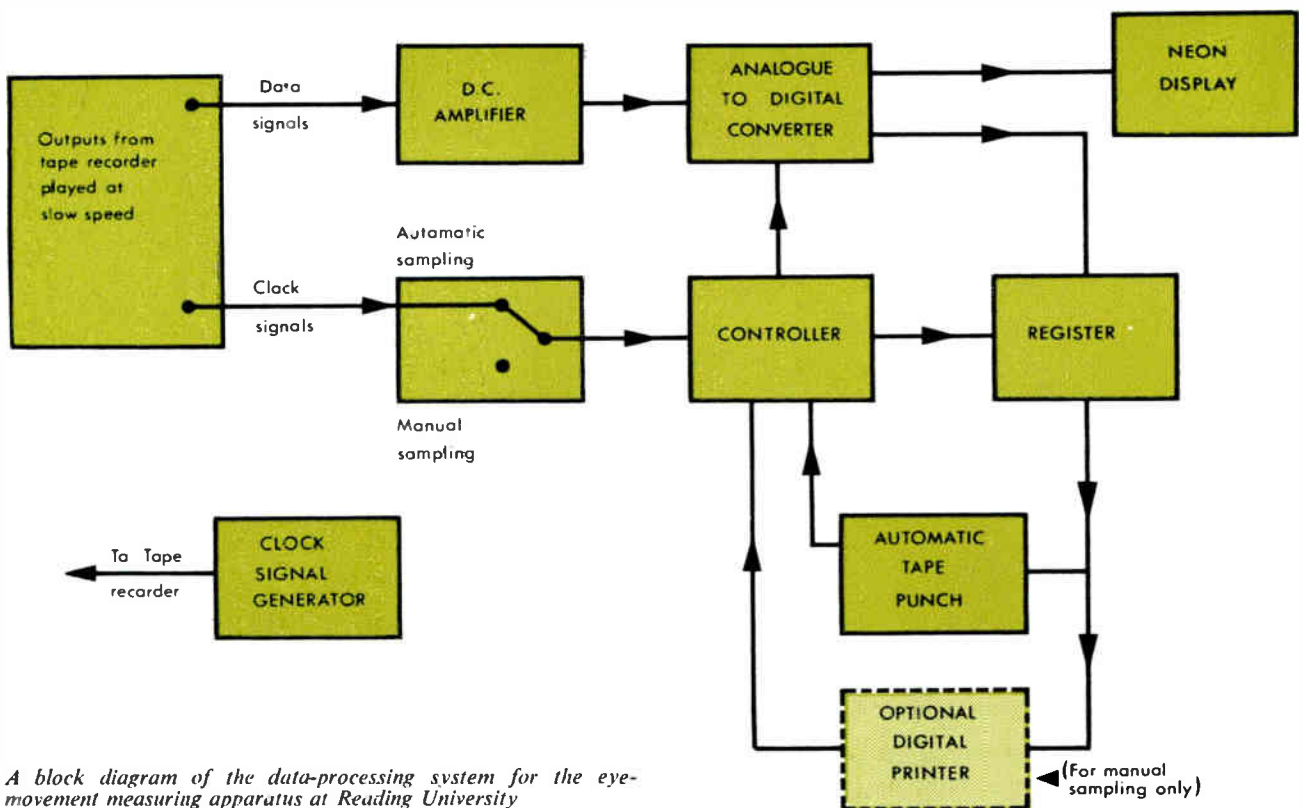 Outputs from
tape recorder
played at
slow speed
Data
signals
D.C.
AMPLIFIER
ANALOGUE
TO DIGITAL
CONVERTER
NEON
DISPLAY
Clock
signals
Automatic
sampling
Manual
sampling
CONTROLLER
REGISTER
To Tape
recorder
CLOCK
SIGNAL
GENERATOR
AUTOMATIC
TAPE
PUNCH
OPTIONAL
DIGITAL
PRINTER
(For manual
sampling only)
A block diagram of the data-processing system for the eye-
movement measuring apparatus at Reading University